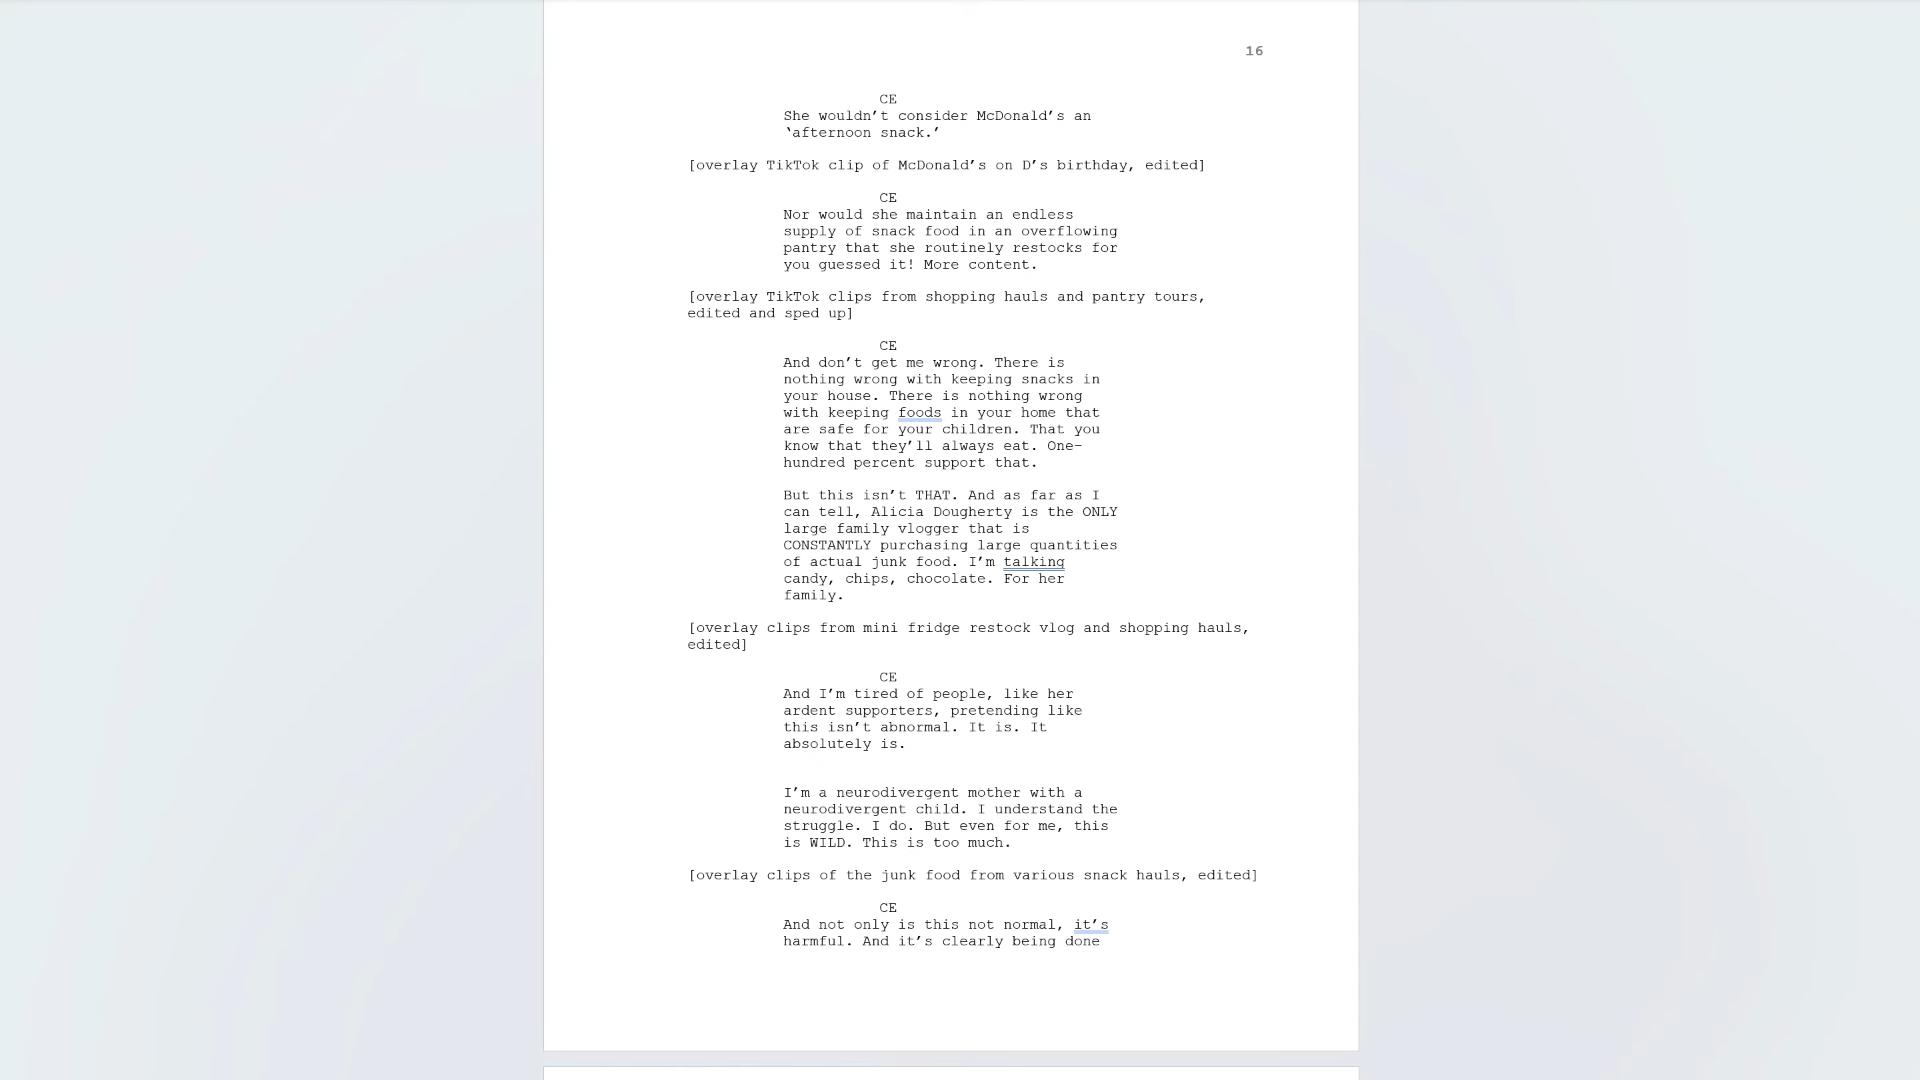 16
CE
She wouldn’t consider McDonald’s an
‘afternoon snack.’
[overlay TikTok clip of McDonald’s on D’s birthday, edited]
CE
Nor would she maintain an endless
supply of snack food in an overflowing
pantry that she routinely restocks for
you guessed it! More content.
[overlay TikTok clips from shopping hauls and pantry tours,
edited and sped up]
CE
And don’t get me wrong. There is
nothing wrong with keeping snacks in
your house. There is nothing wrong
with keeping foods in your home that
are safe for your children. That you
know that they’ll always eat. One-
hundred percent support that.
But this isn’t THAT. And as far as I
can tell, Alicia Dougherty is the ONLY
large family vlogger that is
CONSTANTLY purchasing large quantities
of actual junk food. I’m talking
candy, chips, chocolate. For her
family.
[overlay clips from mini fridge restock vlog and shopping hauls,
edited]
CE
And I’m tired of people, like her
ardent supporters, pretending like
this isn’t abnormal. It is. It
absolutely is.
I’m a neurodivergent mother with a
neurodivergent child. I understand the
struggle. I do. But even for me, this
is WILD. This is too much.
[overlay clips of the junk food from various snack hauls, edited]
CE
And not only is this not normal, it’s
harmful. And it’s clearly being done